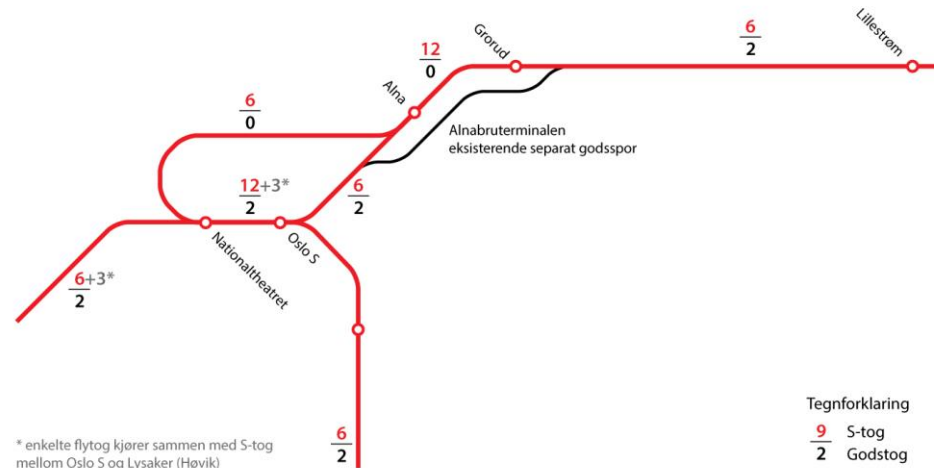 6
2
Lillestrøm
12
0
Grorud
Alna
6
0
Alnabruterminalen
eksisterende separat godsspor
12+3*
2
6
2
Nationaltheatret
Oslo S
6+3*
2
6
2
* enkelte flytog kjører sammen med S-tog
mellom Oslo S og Lysaker (Høvik)
Tegnforklaring
9 S-tog
2 Godstog